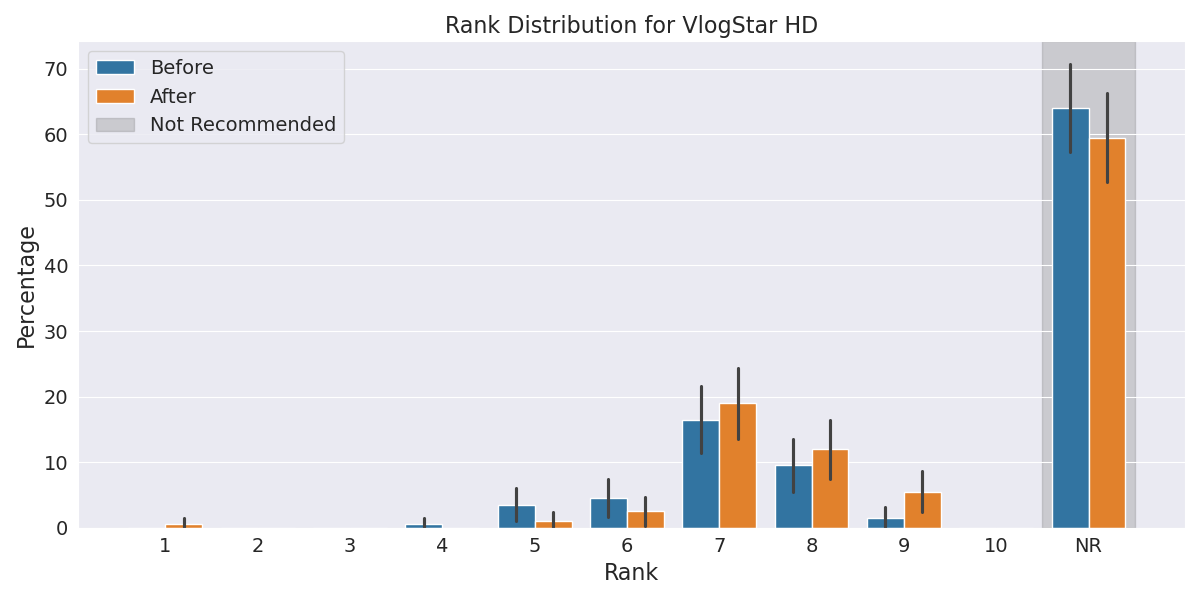 Rank Distribution for VlogStar HD
Before
After
Not Recommended
Percentage
70
60
50
40
30
20
10
0
1 2 3 4 5 6 7 8 9 10 NR
Rank